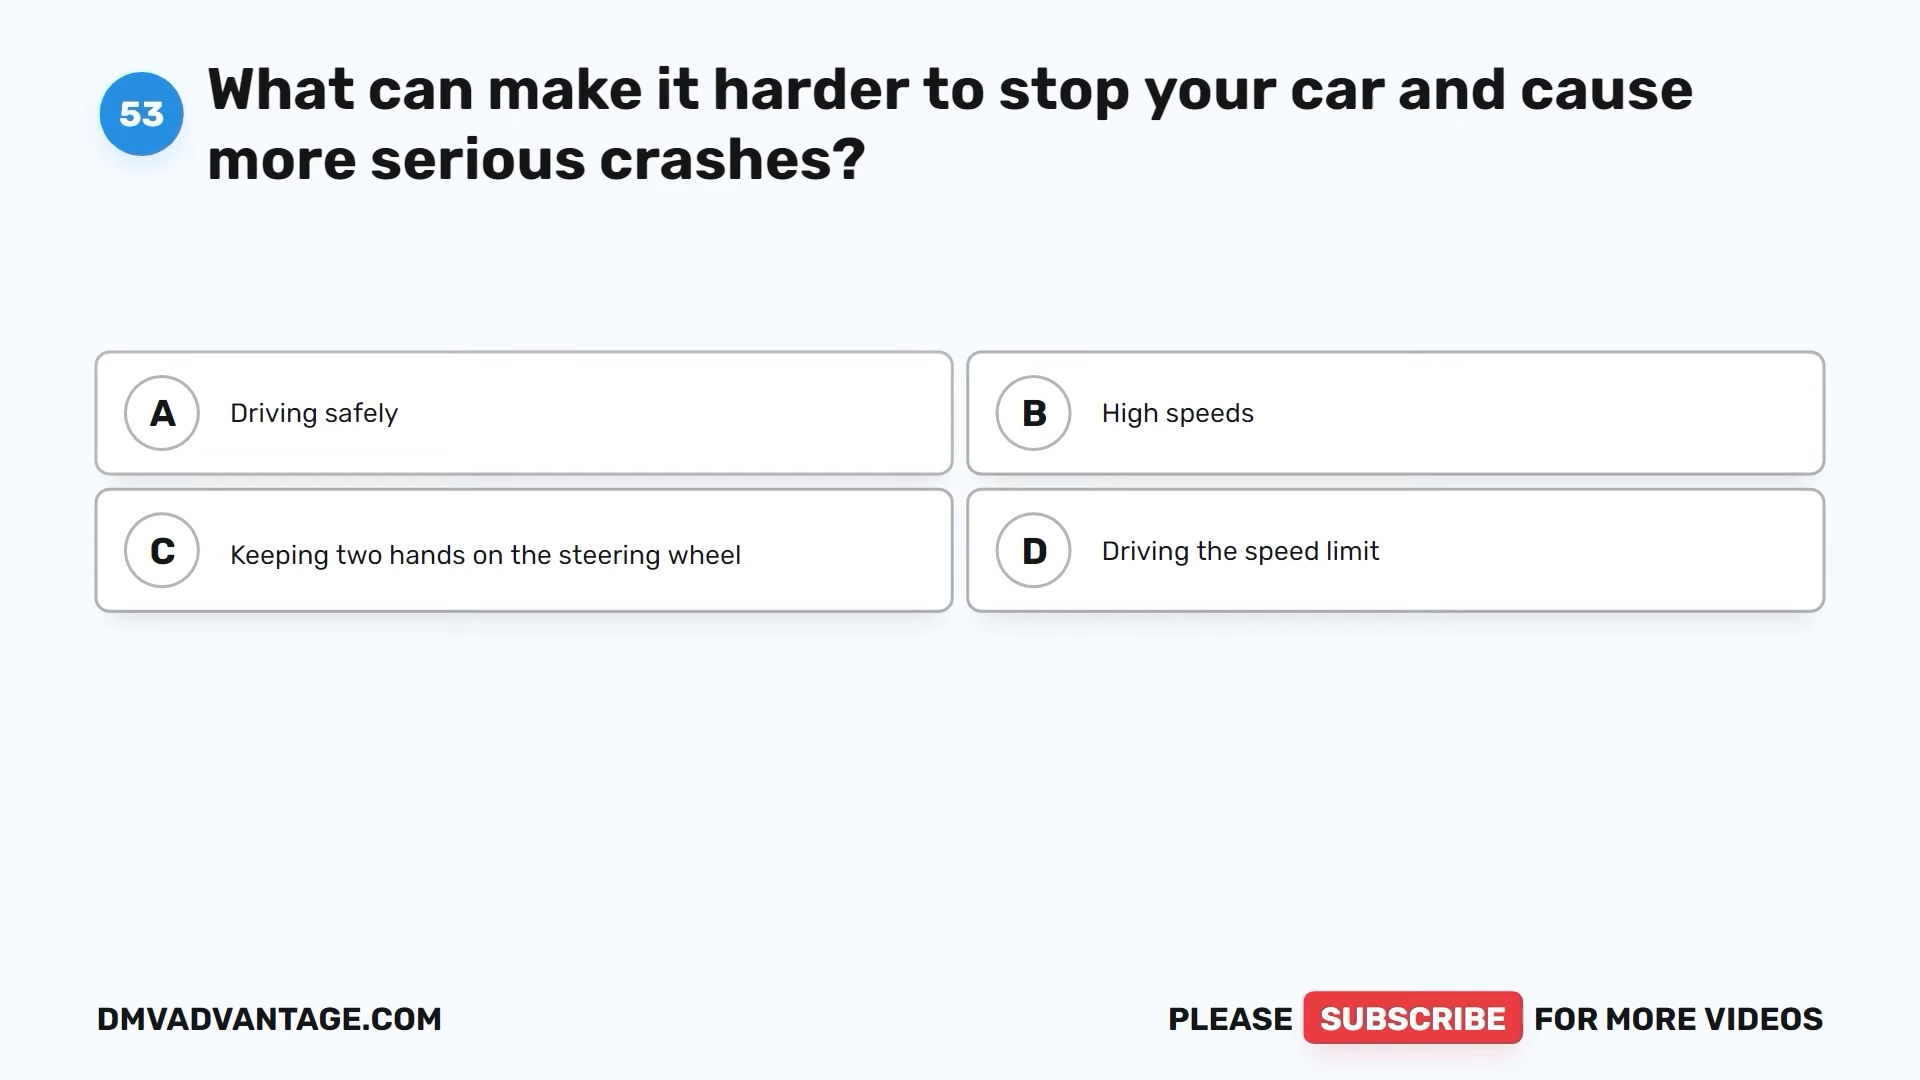 53
What can make it harder to stop your car and cause
more serious crashes?
A Driving safely
B High speeds
C Keeping two hands on the steering wheel
D Driving the speed limit
DMVADVANTAGE.COM
PLEASE SUBSCRIBE FOR MORE VIDEOS